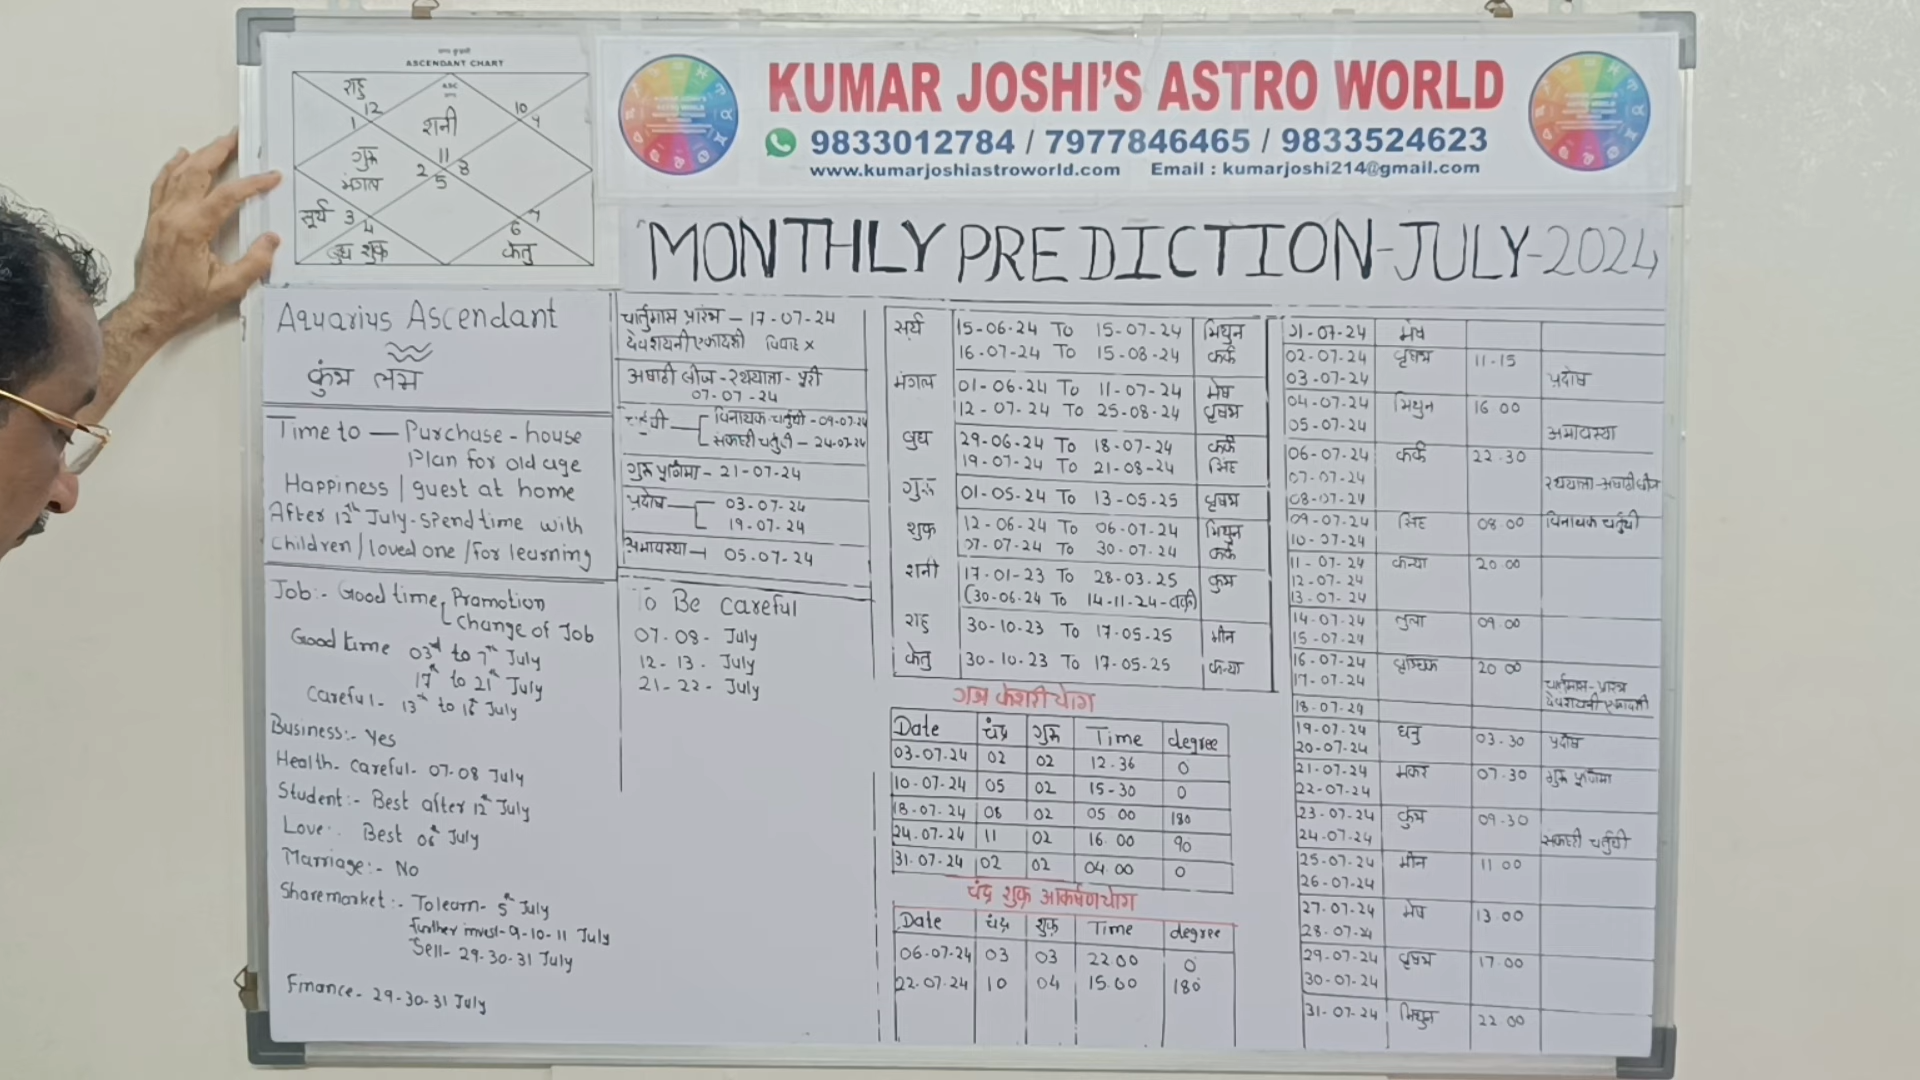 जन्म कुंडली
ASCENDANT CHART
राहु
12
1
ASC
शनी
11
10
9
गुरू
मंगल
2
8
5
सूर्य 3
4
बुध शुक्र
7
6
केतु
KUMAR JOSHI'S ASTRO WORLD
9833012784 / 7977846465 / 9833524623
www.kumarjoshiastroworld.com Email : kumarjoshi214@gmail.com
MONTHLY PREDICTION-JULY-2024
Aquarius Ascendant
कुंभ लग्न
Time to — Purchase - house
Plan for old age
Happiness / guest at home
After 12th July - spend time with
children / loved one / for learning
Job:- Good time, Promotion
change of Job
Good time 03rd to 7th July
17th to 21th July
Careful - 13th to 16th July
Business:- Yes
Health - Careful - 07-08 July
Student:- Best after 12th July
Love:- Best 06th July
Marriage:- No
Sharemarket:- To learn - 5th July
further invest - 9-10-11 July
Sell - 29-30-31 July
Finance - 29-30-31 July
चार्तुमास प्रारंभ — 17-07-24
देवशयनी एकादशी विवाह x
अषाढी बीज - रथयात्रा - पुरी
07-07-24
चतुर्थी — विनायक चर्तुथी - 09-07-24
संकष्टी चर्तुथी — 24-07-24
गुरू पूर्णिमा - 21-07-24
प्रदोष — 03-07-24
19-07-24
अमावस्या — 05-07-24
To Be Careful
07-08 - July
12-13 - July
21-22 - July
सूर्य 15-06-24 TO 15-07-24 मिथुन
16-07-24 TO 15-08-24 कर्क
मंगल 01-06-24 TO 11-07-24 मेष
12-07-24 TO 25-08-24 वृषभ
बुध 29-06-24 TO 18-07-24 कर्क
19-07-24 TO 21-08-24 सिंह
गुरू 01-05-24 TO 13-05-25 वृषभ
शुक्र 12-06-24 TO 06-07-24 मिथुन
07-07-24 TO 30-07-24 कर्क
शनी 17-01-23 TO 28-03-25 कुंभ
(30-06-24 TO 14-11-24 - वक्री)
राहु 30-10-23 TO 17-05-25 मीन
केतु 30-10-23 TO 17-05-25 कन्या
गज केशरी योग
Date चंद्र गुरू Time degree
03-07-24 02 02 12-36 0
10-07-24 05 02 15-30 0
18-07-24 08 02 05 00 180
24-07-24 11 02 16 00 90
31-07-24 02 02 04 00 0
चंद्र शुक्र आकर्षण योग
Date चंद्र शुक्र Time degree
06-07-24 03 03 22 00 0
22-07-24 10 04 15 00 180
01-07-24 मेष
02-07-24 वृषभ 11-15
03-07-24 प्रदोष
04-07-24 मिथुन 16 00
05-07-24 अमावस्या
06-07-24 कर्क 22-30
07-07-24 रथयात्रा-अषाढी बीज
08-07-24
09-07-24 सिंह 08 00 विनायक चर्तुथी
10-07-24
11-07-24 कन्या 20 00
12-07-24
13-07-24
14-07-24 तुला 09 00
15-07-24
16-07-24 वृश्चिक 20 00
17-07-24 चार्तुमास - प्रारंभ
देवशयनी एकादशी
18-07-24
19-07-24 धनु 03-30 प्रदोष
20-07-24
21-07-24 मकर 07-30 गुरू पूर्णिमा
22-07-24
23-07-24 कुंभ 09-30
24-07-24 संकष्टी चर्तुथी
25-07-24 मीन 11 00
26-07-24
27-07-24 मेष 13 00
28-07-24
29-07-24 वृषभ 17 00
30-07-24
31-07-24 मिथुन 22 00